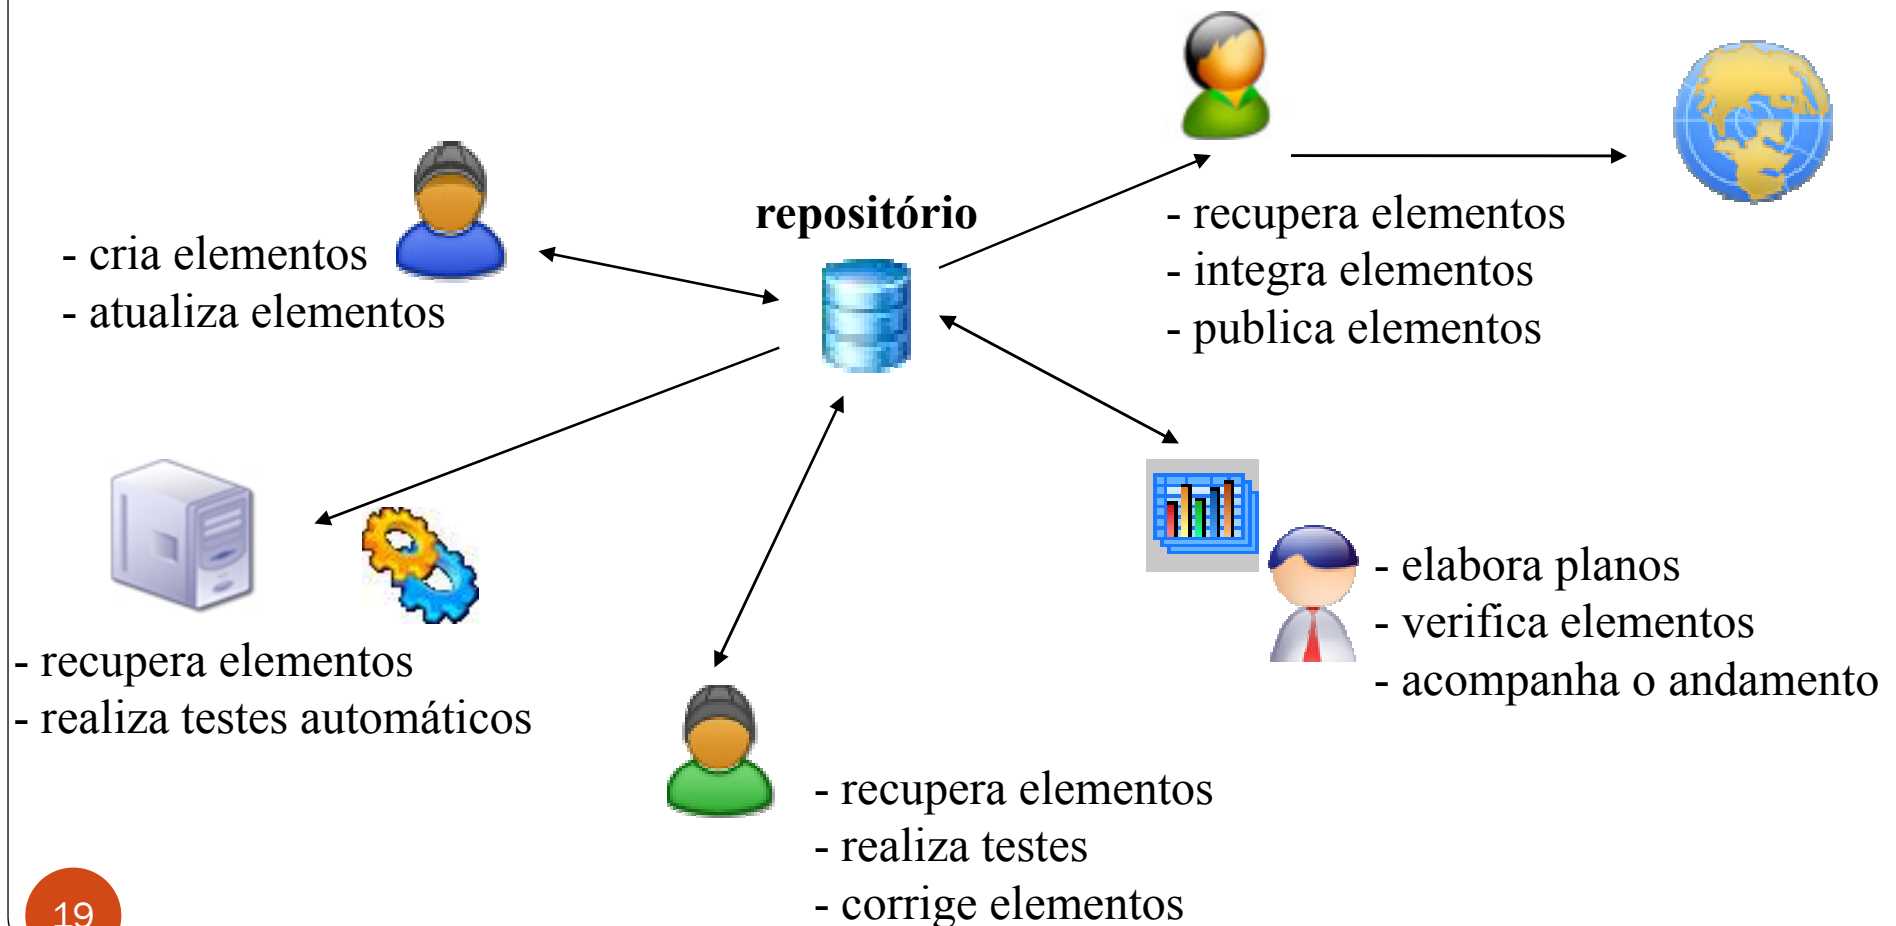 repositório
- cria elementos
- atualiza elementos
- recupera elementos
- integra elementos
- publica elementos
- recupera elementos
- realiza testes automáticos
- elabora planos
- verifica elementos
- acompanha o andamento
- recupera elementos
- realiza testes
- corrige elementos
19